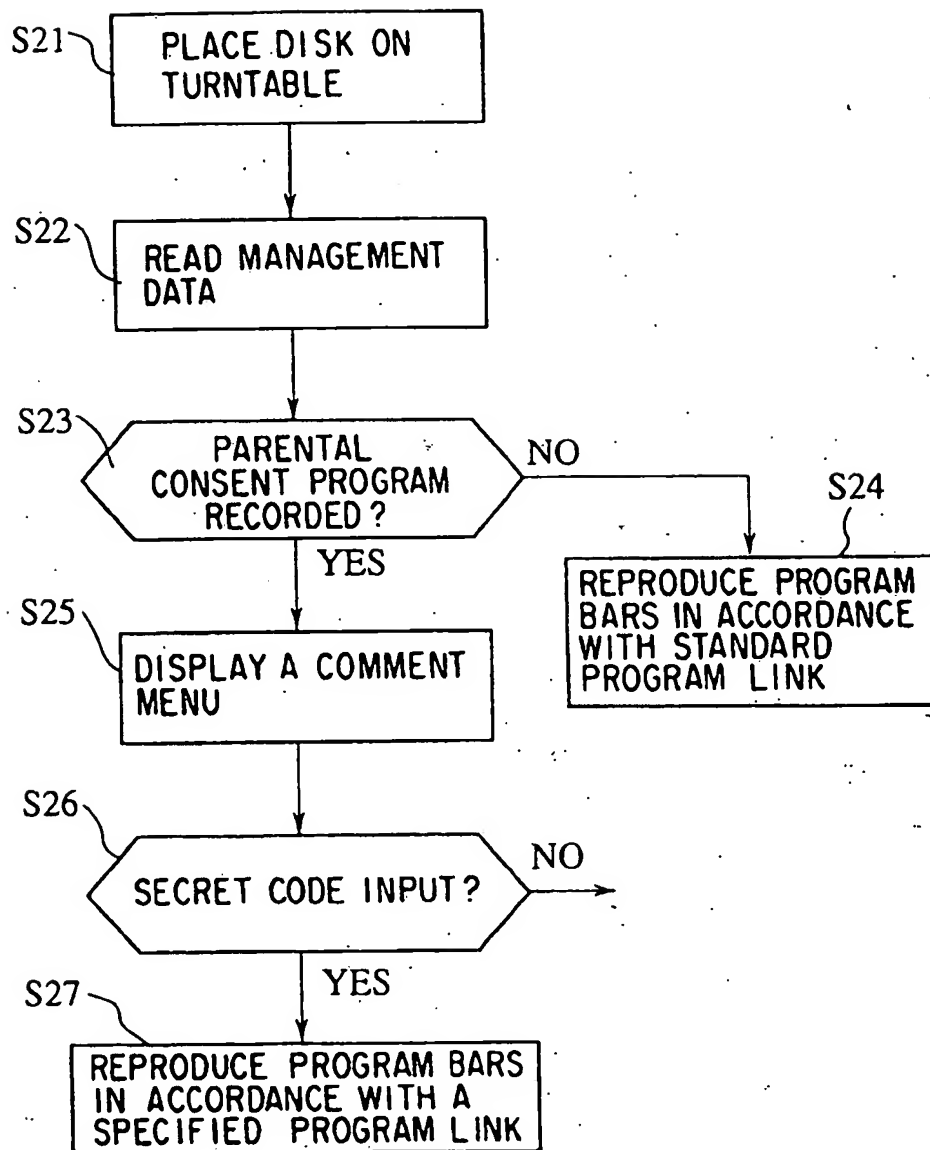 S21
PLACE DISK ON
TURNTABLE
S22
READ MANAGEMENT
DATA
S23
PARENTAL
CONSENT PROGRAM
RECORDED?
NO
YES
S24
REPRODUCE PROGRAM
BARS IN ACCORDANCE
WITH STANDARD
PROGRAM LINK
S25
DISPLAY A COMMENT
MENU
S26
SECRET CODE INPUT?
NO
YES
S27
REPRODUCE PROGRAM BARS
IN ACCORDANCE WITH A
SPECIFIED PROGRAM LINK